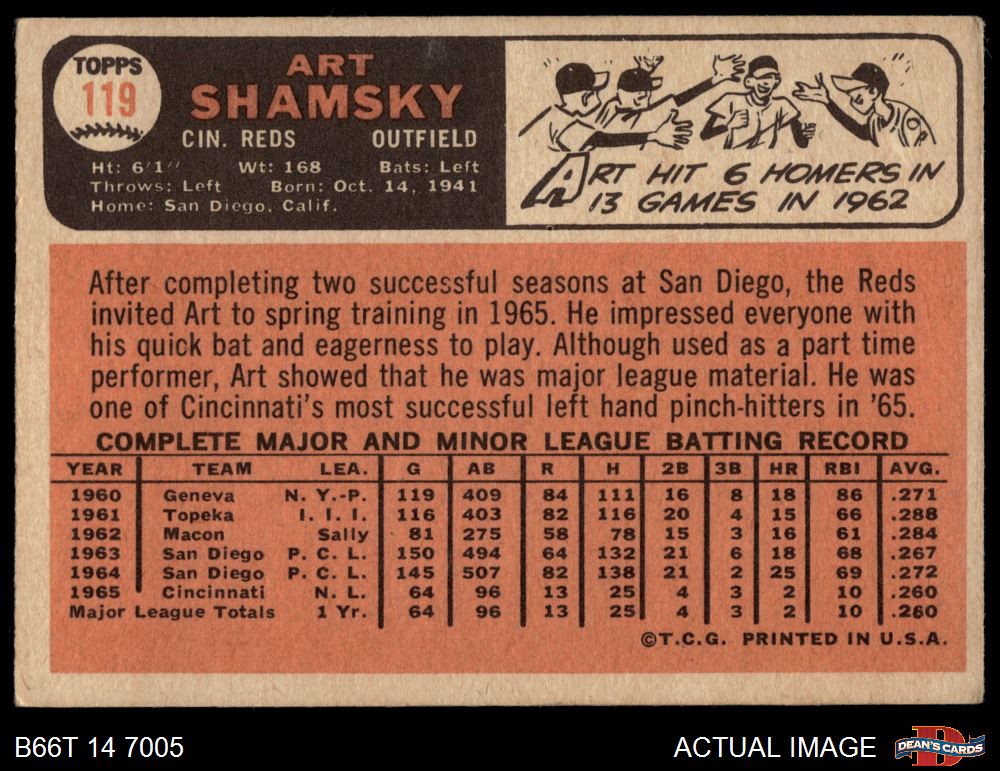 TOPPS
119
ART
SHAMSKY
CIN. REDS OUTFIELD
Ht: 6'1" Wt: 168 Bats: Left
Throws: Left Born: Oct. 14, 1941
Home: San Diego, Calif.
ART HIT 6 HOMERS IN
13 GAMES IN 1962
After completing two successful seasons at San Diego, the Reds
invited Art to spring training in 1965. He impressed everyone with
his quick bat and eagerness to play. Although used as a part time
performer, Art showed that he was major league material. He was
one of Cincinnati's most successful left hand pinch-hitters in '65.
COMPLETE MAJOR AND MINOR LEAGUE BATTING RECORD
YEAR TEAM LEA. G AB R H 2B 3B HR RBI AVG.
1960 Geneva N. Y.-P. 119 409 84 111 16 8 18 86 .271
1961 Topeka I. I. I. 116 403 82 116 20 4 15 66 .288
1962 Macon Sally 81 275 58 78 15 3 16 61 .284
1963 San Diego P. C. L. 150 494 64 132 21 6 18 68 .267
1964 San Diego P. C. L. 145 507 82 138 21 2 25 69 .272
1965 Cincinnati N. L. 64 96 13 25 4 3 2 10 .260
Major League Totals 1 Yr. 64 96 13 25 4 3 2 10 .260
©T.C.G. PRINTED IN U.S.A.
B66T 14 7005
ACTUAL IMAGE
D
DEAN'S CARDS